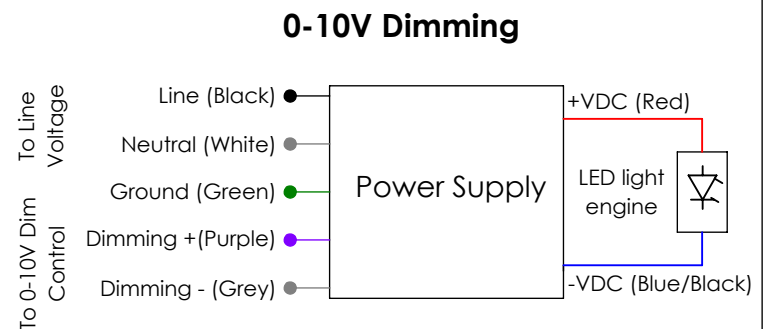 0-10V Dimming
To Line
Voltage
To 0-10V Dim
Control
Line (Black)
Neutral (White)
Ground (Green)
Dimming +(Purple)
Dimming - (Grey)
Power Supply
+VDC (Red)
LED light
engine
-VDC (Blue/Black)